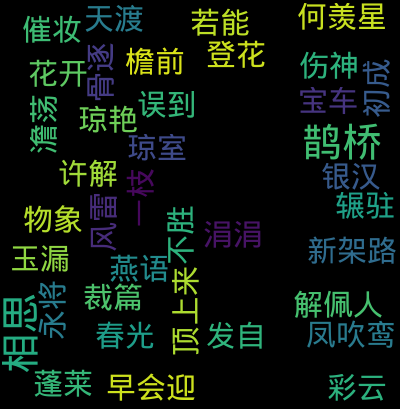 催妆
天渡
若能
何羡星
登花
花开
骨逐
檐前
伤神
初成
宝车
澹荡
琼艳
误到
鹊桥
琼室
许解
一枝
银汉
辗驻
物象
风雷
不胜
涓涓
新架路
玉漏
燕语
顶上来
相思
永将
裁篇
解佩人
春光
发自
凤吹鸾
蓬莱
早会迎
彩云